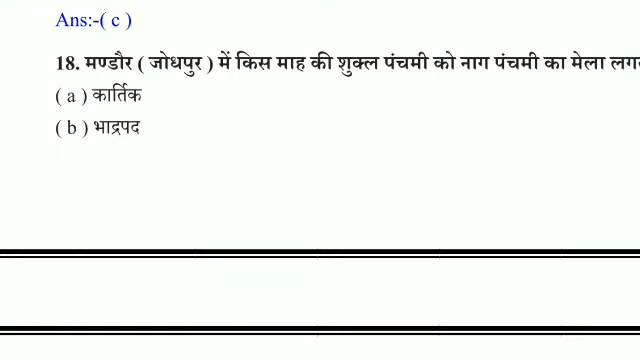 Ans:-( c )
18. मण्डौर ( जोधपुर ) में किस माह की शुक्ल पंचमी को नाग पंचमी का मेला
( a ) कार्तिक
( b ) भाद्रपद